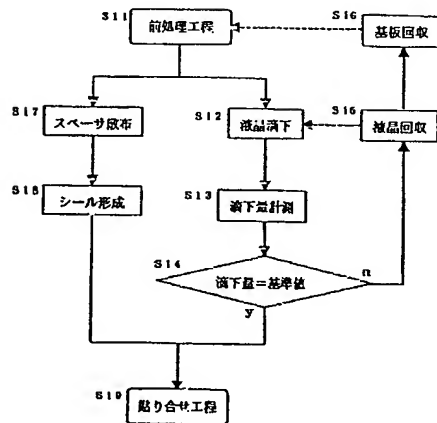 S11
前処理工程
S16
基板回収
S17
スペーサ散布
S12
液晶滴下
S15
液晶回収
S18
シール形成
S13
滴下量計測
S14
滴下量=基準値
n
y
S19
貼り合せ工程